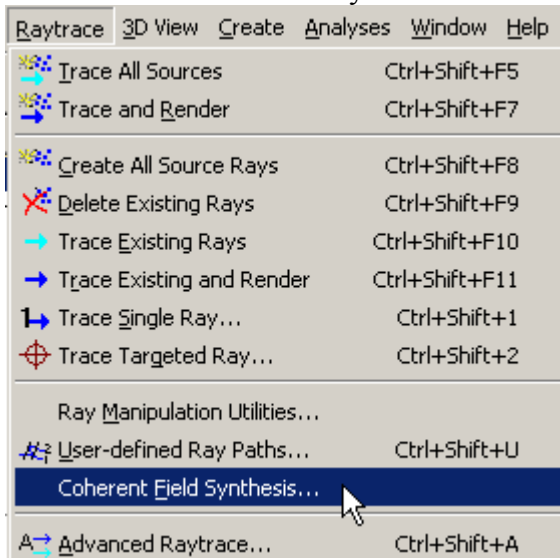 Raytrace 3D View Create Analyses Window Help
Trace All Sources Ctrl+Shift+F5
Trace and Render Ctrl+Shift+F7
Create All Source Rays Ctrl+Shift+F8
Delete Existing Rays Ctrl+Shift+F9
Trace Existing Rays Ctrl+Shift+F10
Trace Existing and Render Ctrl+Shift+F11
Trace Single Ray... Ctrl+Shift+1
Trace Targeted Ray... Ctrl+Shift+2
Ray Manipulation Utilities...
User-defined Ray Paths... Ctrl+Shift+U
Coherent Field Synthesis...
Advanced Raytrace... Ctrl+Shift+A